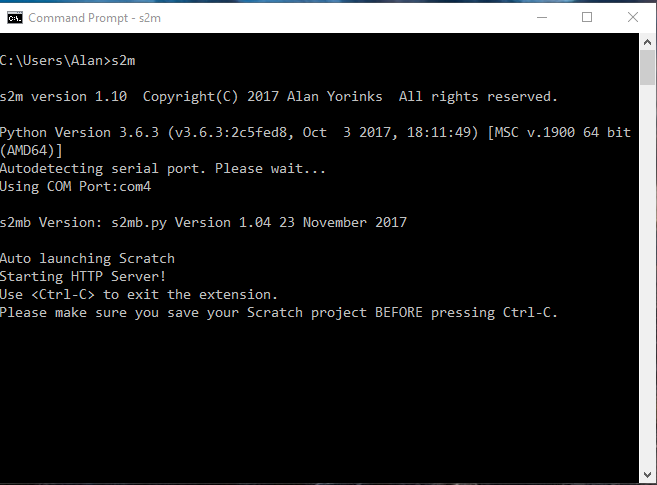 Command Prompt - s2m
C:\Users\Alan>s2m
s2m version 1.10  Copyright(C) 2017 Alan Yorinks  All rights reserved.
Python Version 3.6.3 (v3.6.3:2c5fed8, Oct  3 2017, 18:11:49) [MSC v.1900 64 bit
(AMD64)]
Autodetecting serial port. Please wait...
Using COM Port:com4
s2mb Version: s2mb.py Version 1.04 23 November 2017
Auto launching Scratch
Starting HTTP Server!
Use <Ctrl-C> to exit the extension.
Please make sure you save your Scratch project BEFORE pressing Ctrl-C.